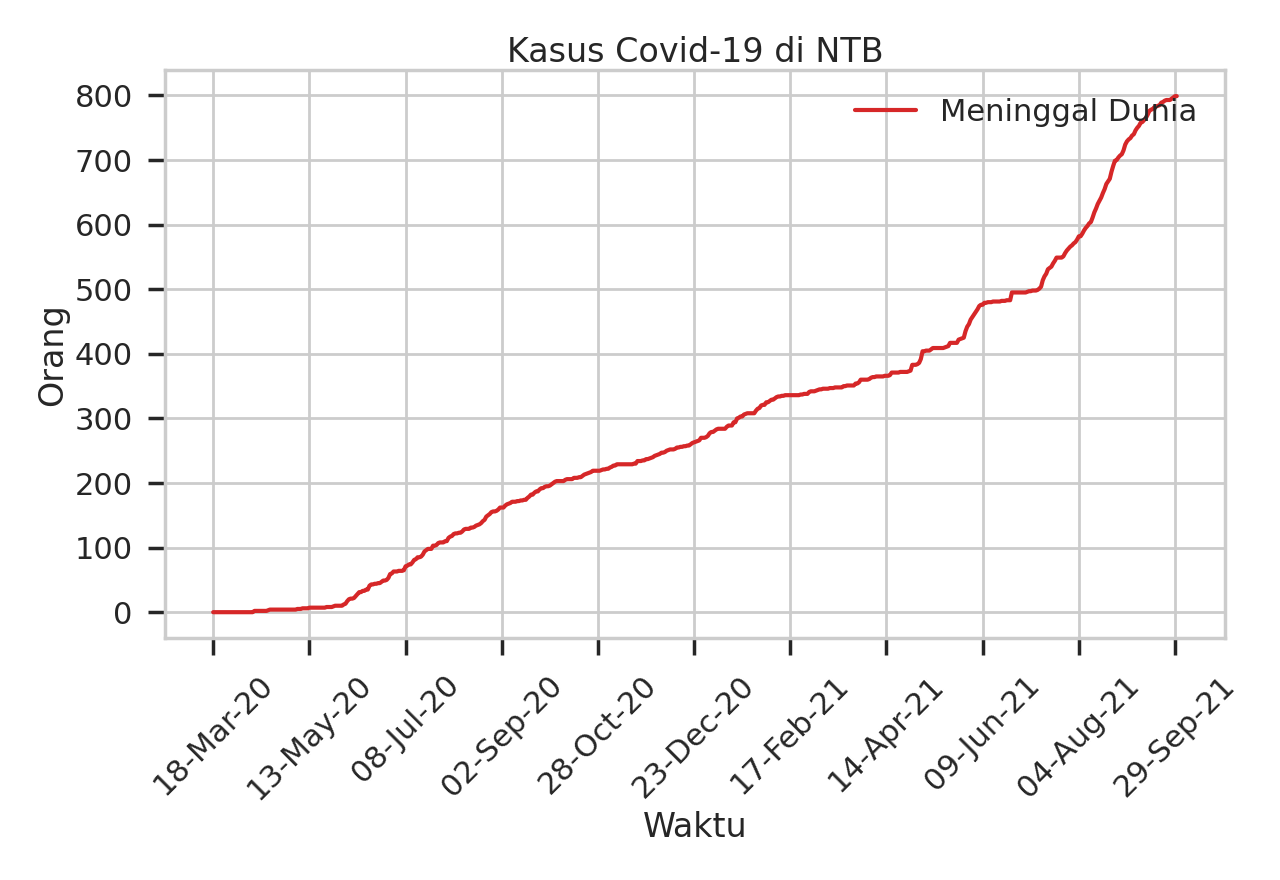 Kasus Covid-19 di NTB
Meninggal Dunia
Orang
800
700
600
500
400
300
200
100
0
18-Mar-20
13-May-20
08-Jul-20
02-Sep-20
28-Oct-20
23-Dec-20
17-Feb-21
14-Apr-21
09-Jun-21
04-Aug-21
29-Sep-21
Waktu